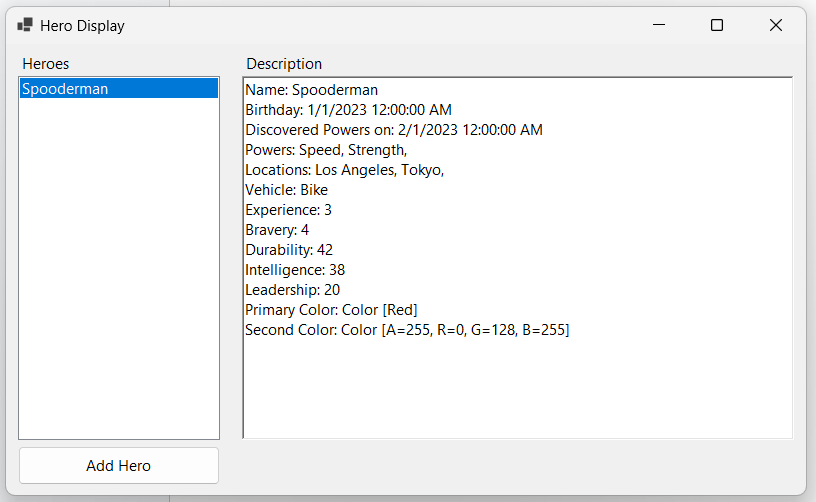 Hero Display
Heroes
Spooderman
Add Hero
Description
Name: Spooderman
Birthday: 1/1/2023 12:00:00 AM
Discovered Powers on: 2/1/2023 12:00:00 AM
Powers: Speed, Strength,
Locations: Los Angeles, Tokyo,
Vehicle: Bike
Experience: 3
Bravery: 4
Durability: 42
Intelligence: 38
Leadership: 20
Primary Color: Color [Red]
Second Color: Color [A=255, R=0, G=128, B=255]